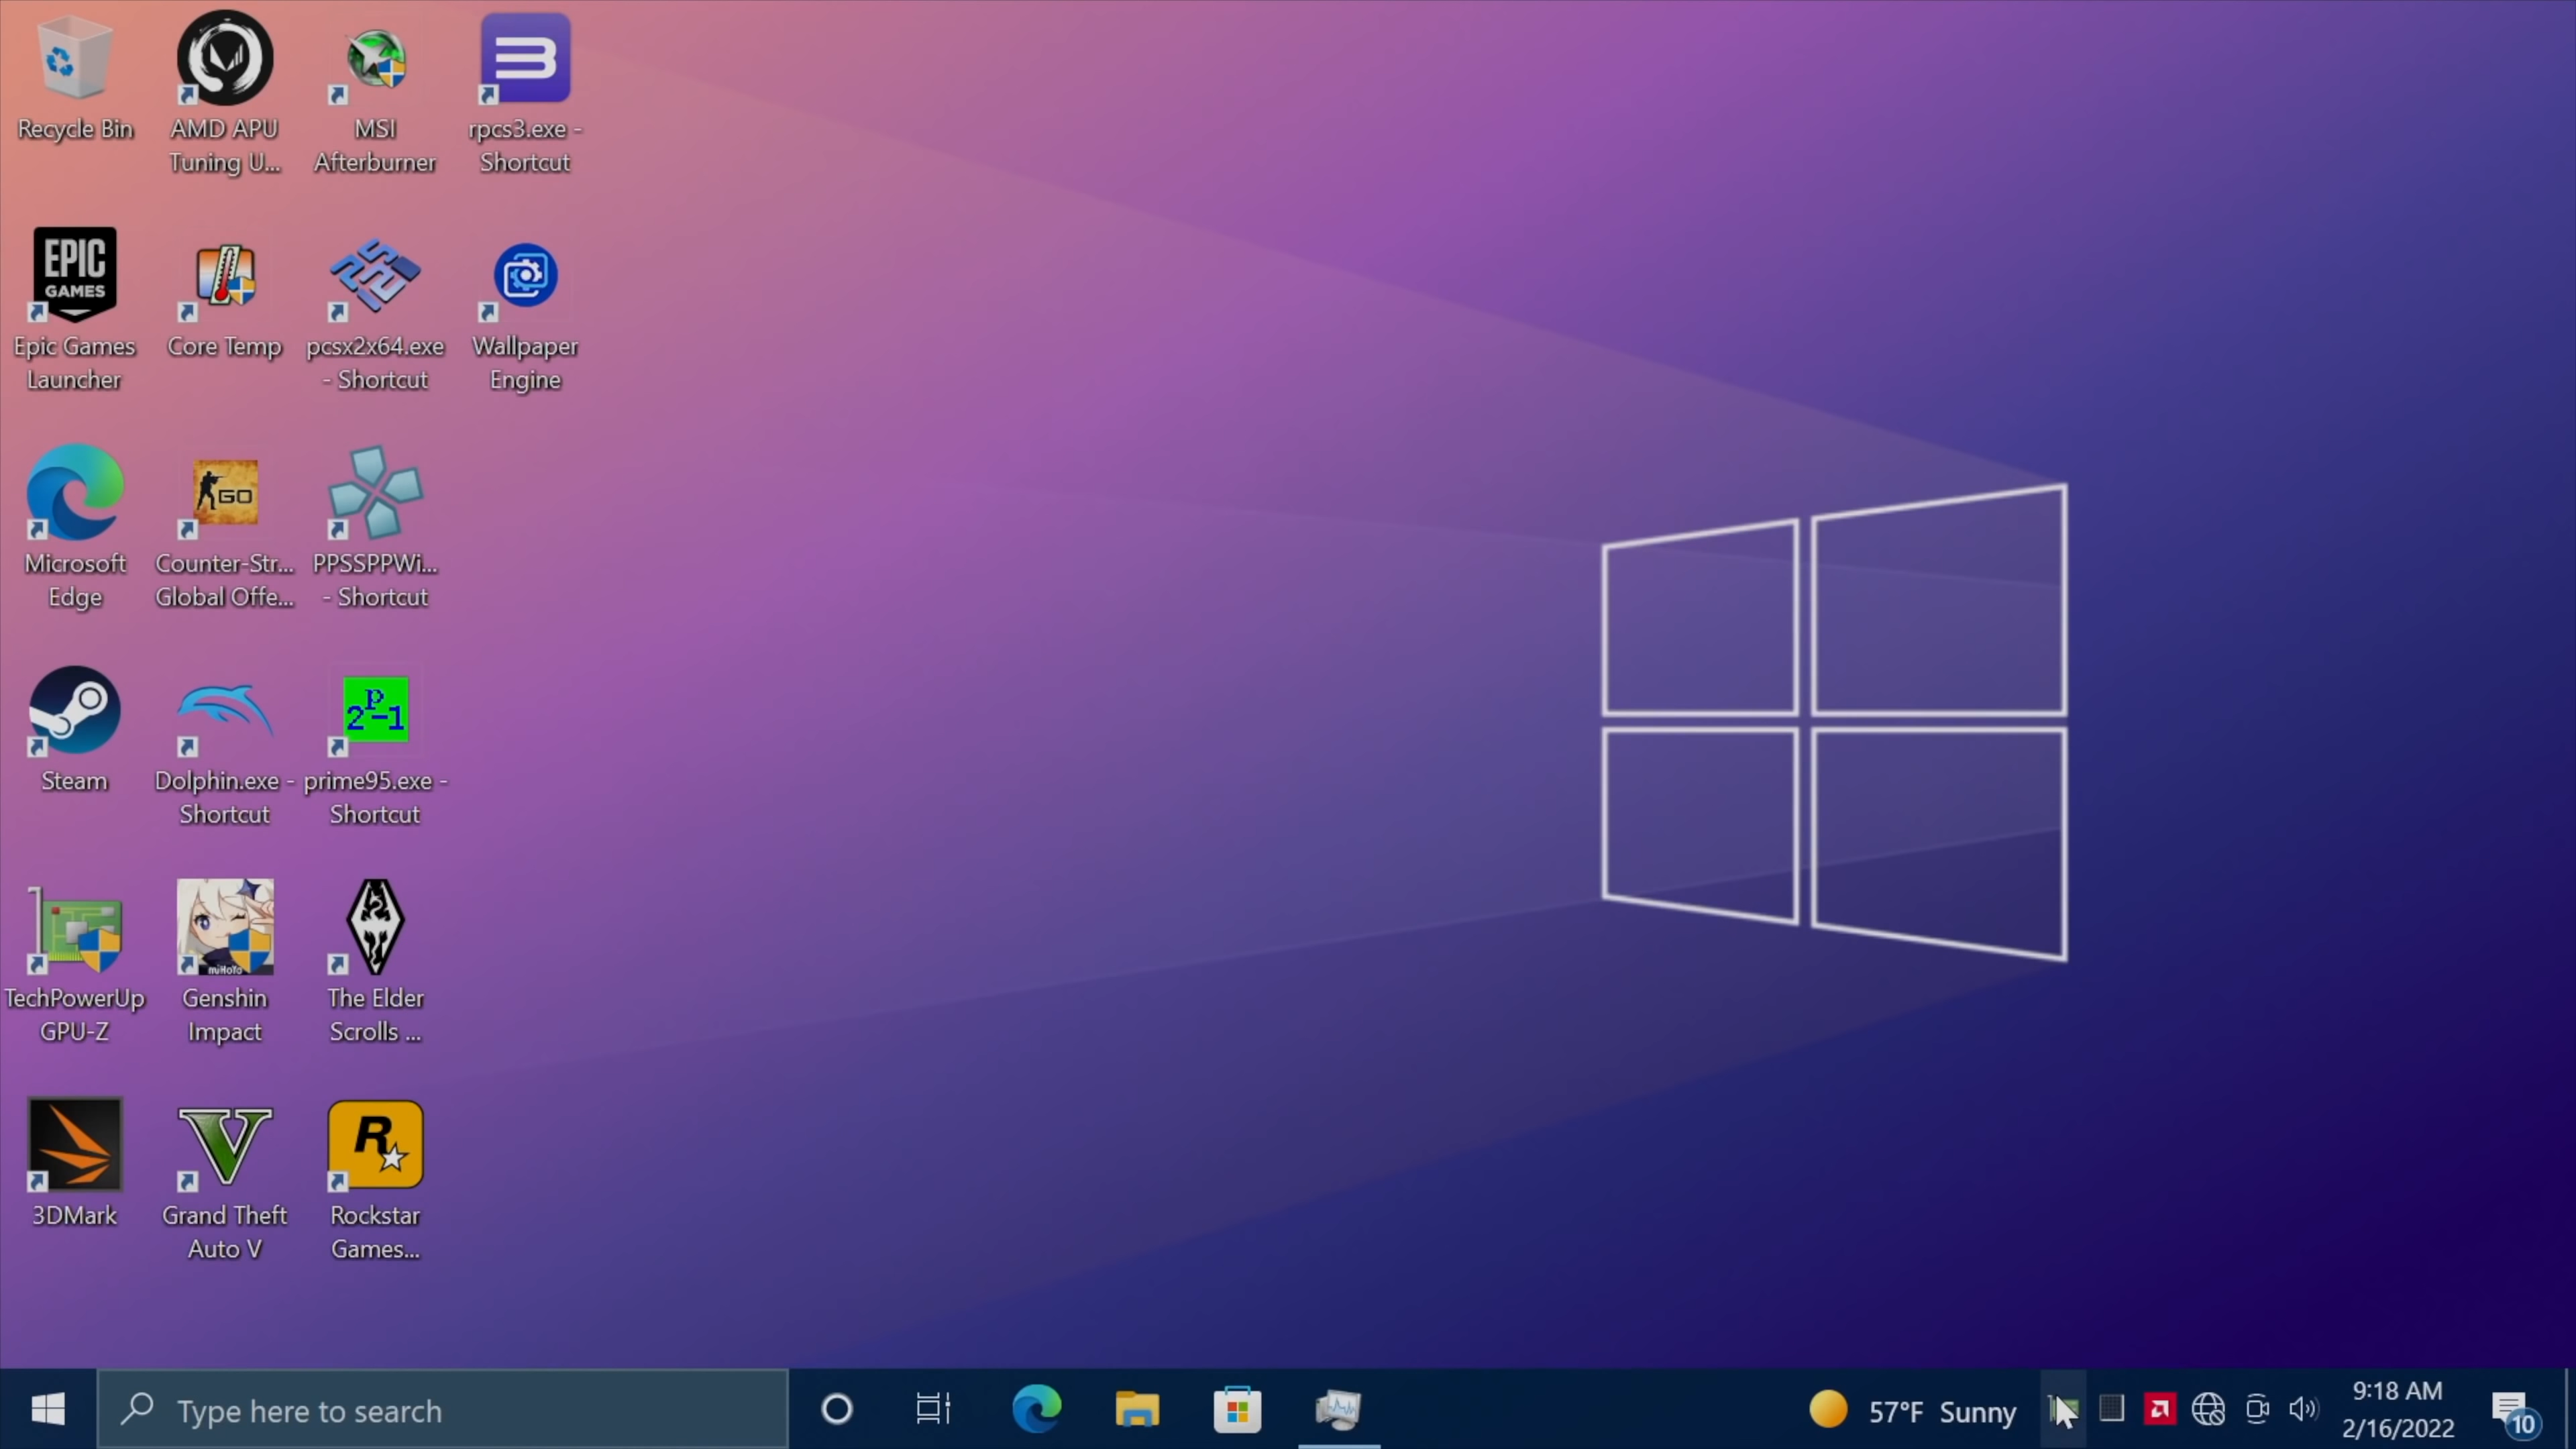 Recycle Bin
AMD APU
Tuning U...
MSI
Afterburner
rpcs3.exe -
Shortcut
EPIC
GAMES
Epic Games
Launcher
Core Temp
pcsx2x64.exe
- Shortcut
Wallpaper
Engine
Microsoft
Edge
GO
Counter-Str...
Global Offe...
PPSSPPWi...
- Shortcut
Steam
Dolphin.exe -
Shortcut
2^p-1
prime95.exe -
Shortcut
TechPowerUp
GPU-Z
miHoYo
Genshin
Impact
The Elder
Scrolls ...
3DMark
V
Grand Theft
Auto V
R
Rockstar
Games...
Type here to search
57°F Sunny
9:18 AM
2/16/2022
10